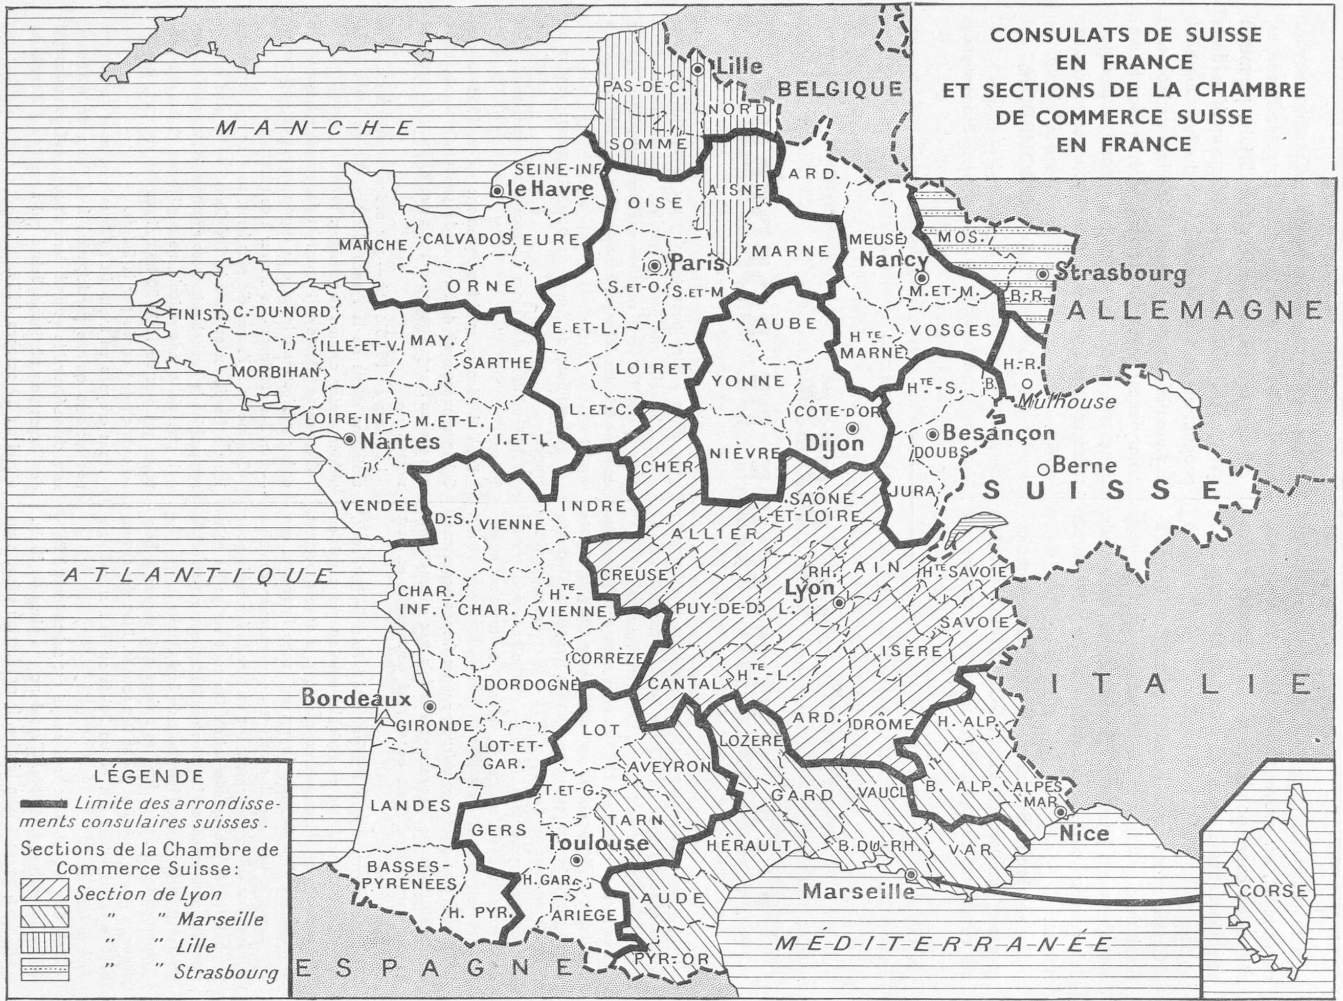 CONSULATS DE SUISSE
EN FRANCE
ET SECTIONS DE LA CHAMBRE
DE COMMERCE SUISSE
EN FRANCE
Lille
BELGIQUE
PAS-DE-C.
NORD
MANCHE
SOMME
SEINE-INF.
le Havre
AISNE
ARD.
OISE
MANCHE
CALVADOS
EURE
MARNE
MEUSE
MOS.
Nancy
Paris
Strasbourg
ORNE
S.ET-O.
S.ET-M
M.ET-M.
B.-R.
ALLEMAGNE
FINIST.
C.-DU-NORD
E.ET-L.
AUBE
VOSGES
ILLE-ET-V.
MAY.
HTE-
MARNE
SARTHE
LOIRET
H.-R.
MORBIHAN
YONNE
HTE-S.
B.
Mulhouse
LOIRE-INF.
M.ET-L.
L.ET-C.
CÔTE-D'OR
Nantes
I.ET-L.
Dijon
Besançon
NIÈVRE
DOUBS
CHER
Berne
SUISSE
VENDÉE
D.-S.
VIENNE
INDRE
SAÔNE-
ET-LOIRE
JURA
ALLIER
ATLANTIQUE
CREUSE
RH.
AIN
HTE SAVOIE
CHAR.
INF.
CHAR.
HTE-
VIENNE
Lyon
PUY-DE-D.
L.
SAVOIE
ISÈRE
CORRÈZE
DORDOGNE
CANTAL
HTE-L.
ITALIE
Bordeaux
GIRONDE
LOT
ARD.
DRÔME
H. ALP.
LOT-ET-
GAR.
LOZÈRE
AVEYRON
LANDES
T.ET-G.
GARD
VAUCL.
B. ALP.
ALPES
MAR.
GERS
TARN
Nice
Toulouse
HÉRAULT
B.DU-RH.
VAR
BASSES-
PYRÉNÉES
H.GAR.
Marseille
CORSE
H. PYR.
ARIÈGE
AUDE
MÉDITERRANÉE
ESPAGNE
PYR-OR
LÉGENDE
Limite des arrondisse-
ments consulaires suisses.
Sections de la Chambre de
Commerce Suisse:
Section de Lyon
" " Marseille
" " Lille
" " Strasbourg